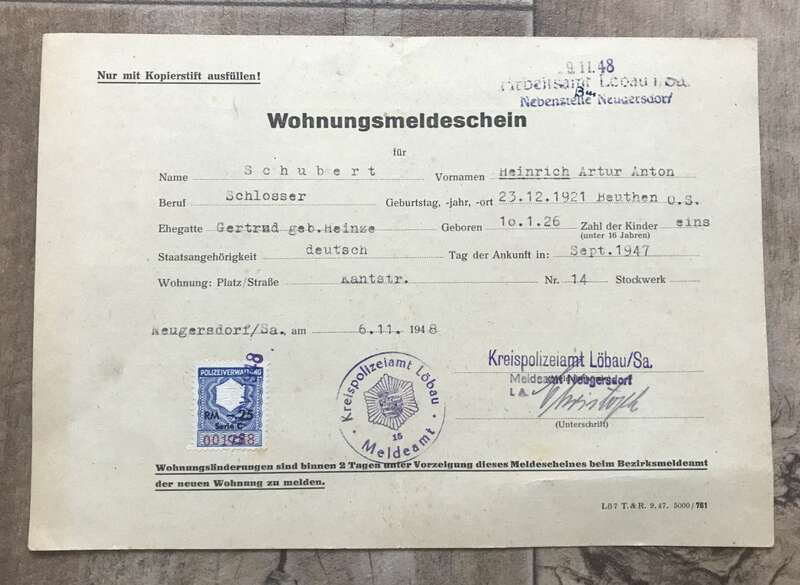 Nur mit Kopierstift ausfüllen!
9.11.48
Arbeitsamt Löbau i/Sa.
Nebenstelle Neugersdorf
Wohnungsmeldeschein
für
Name Schubert Vornamen Heinrich Artur Anton
Beruf Schlosser Geburtstag, -jahr, -ort 23.12.1921 Beuthen O.S.
Ehegatte Gertrud geb.Heinze Geboren 10.1.26 Zahl der Kinder eins
(unter 16 Jahren)
Staatsangehörigkeit deutsch Tag der Ankunft in: Sept.1947
Wohnung: Platz/Straße Kantstr. Nr. 14 Stockwerk
Neugersdorf/Sa. am 6.11. 1948
POLIZEIVERWALTUNG
RM -.25
Serie C
Kreispolizeiamt Löbau
15
Meldeamt
Kreispolizeiamt Löbau/Sa.
Meldeamt Neugersdorf
I.A.
(Unterschrift)
Wohnungsänderungen sind binnen 2 Tagen unter Vorzeigung dieses Meldescheines beim Bezirksmeldeamt
der neuen Wohnung zu melden.
Lö 7 T. & R. 9. 47. 5000/781